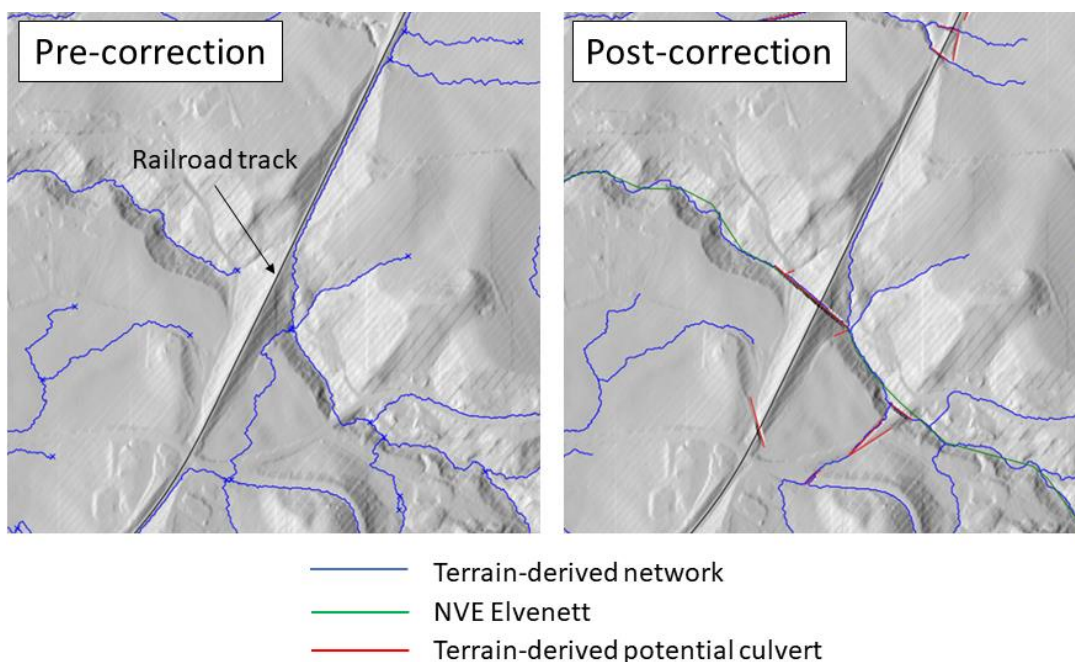 Pre-correction
Post-correction
Railroad track
Terrain-derived network
NVE Elvenett
Terrain-derived potential culvert